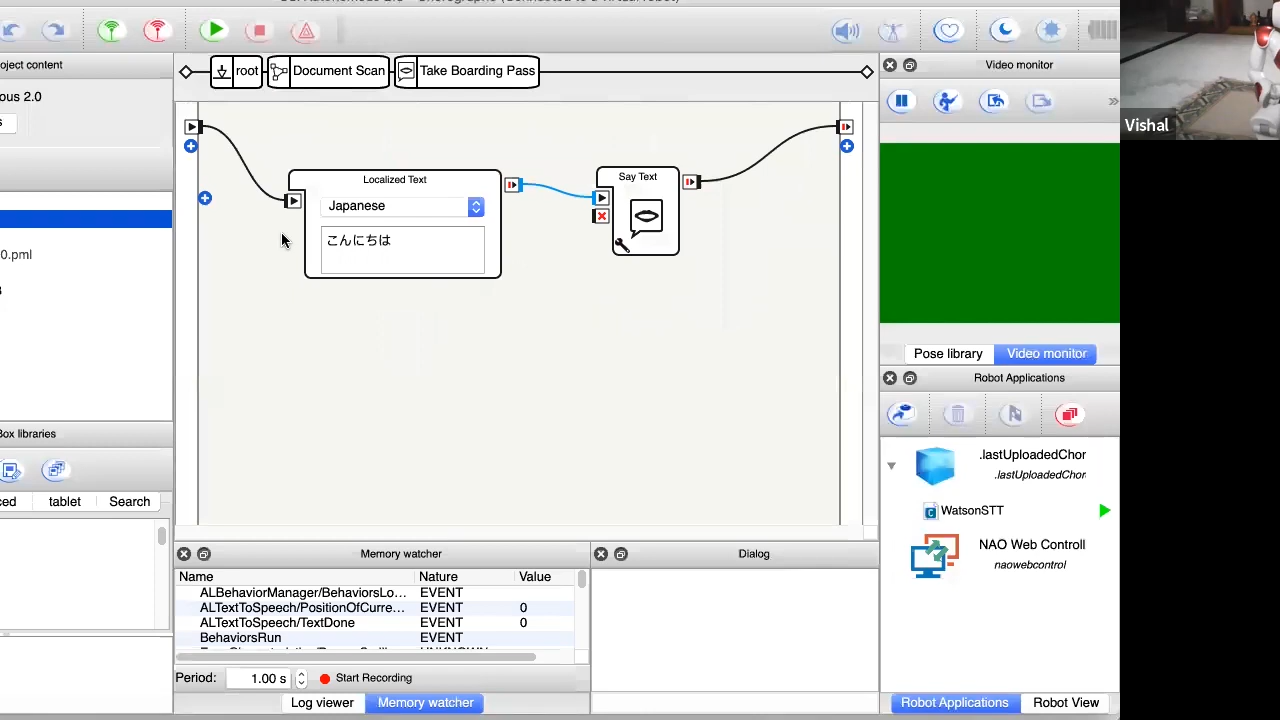 oject content
root
Document Scan
Take Boarding Pass
Video monitor
ous 2.0
s
Vishal
Localized Text
Say Text
Japanese
こんにちは
0.pml
Pose library
Video monitor
Robot Applications
Box libraries
.lastUploadedChor
.lastUploadedChor
ced
tablet
Search
WatsonSTT
NAO Web Controll
naowebcontrol
Memory watcher
Dialog
Name
Nature
Value
ALBehaviorManager/BehaviorsLo...
EVENT
ALTextToSpeech/PositionOfCurre...
EVENT
0
ALTextToSpeech/TextDone
EVENT
0
BehaviorsRun
EVENT
Period:
1.00 s
Start Recording
Log viewer
Memory watcher
Robot Applications
Robot View